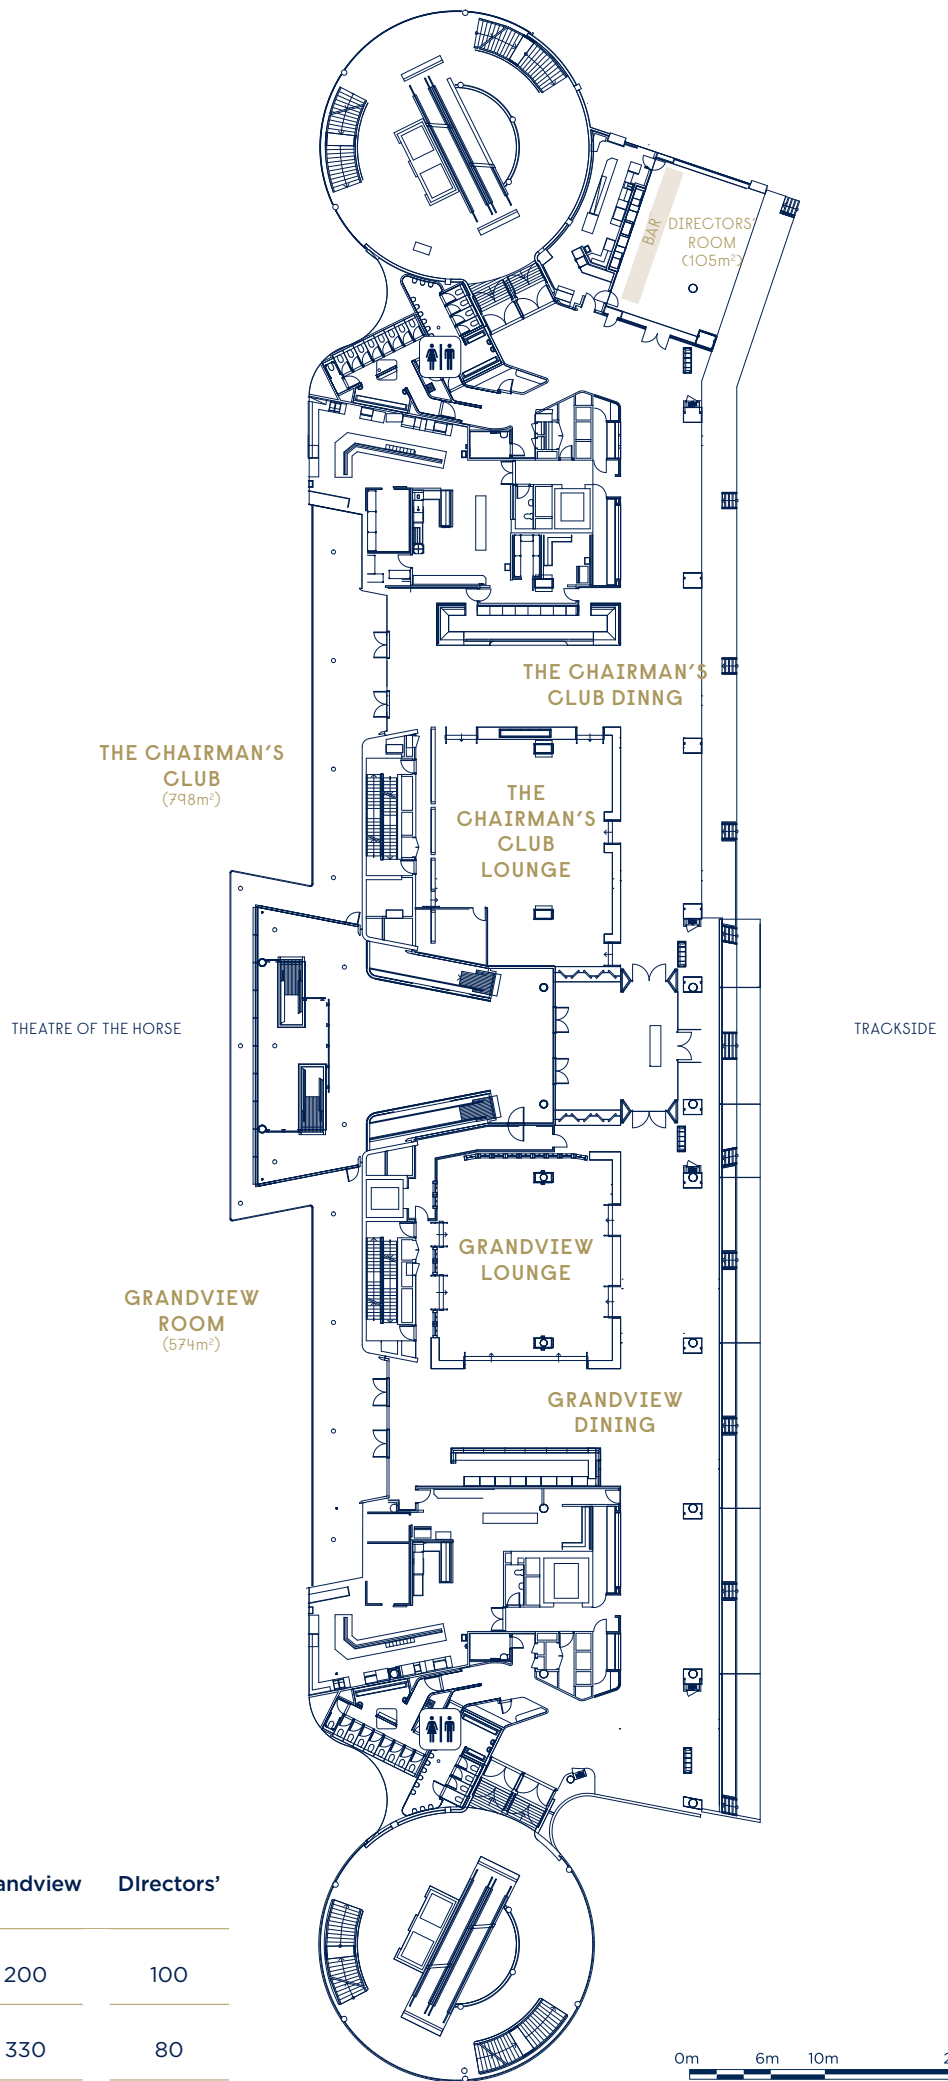 BAR
DIRECTORS'
ROOM
(105m²)
THE CHAIRMAN'S
CLUB DINNG
THE CHAIRMAN'S
CLUB
(798m²)
THE
CHAIRMAN'S
CLUB
LOUNGE
THEATRE OF THE HORSE
TRACKSIDE
GRANDVIEW
LOUNGE
GRANDVIEW
ROOM
(574m²)
GRANDVIEW
DINING
andview DIrectors'
200 100
330 80
0m 6m 10m 2